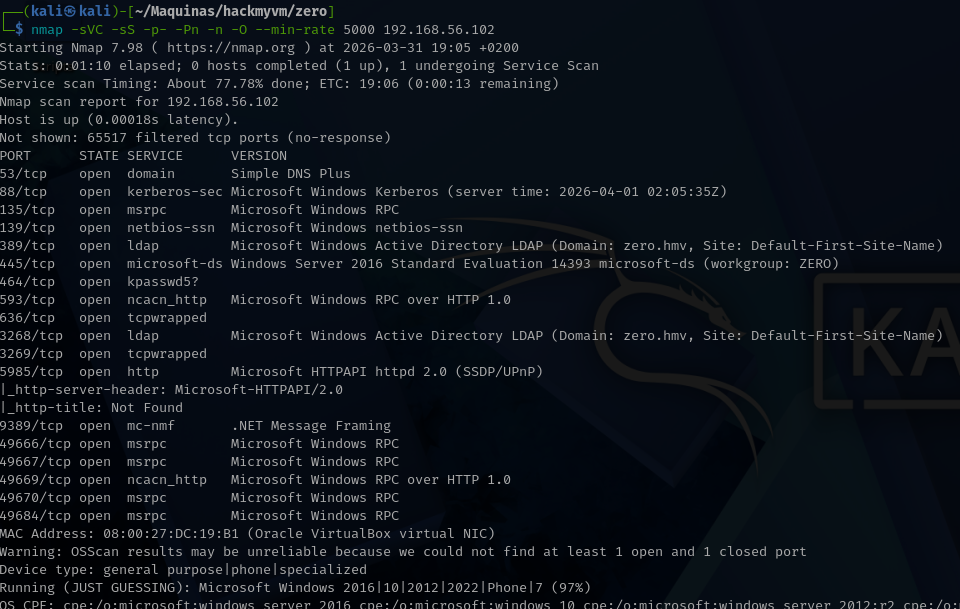 ┌──(kali㉿kali)-[~/Maquinas/hackmyvm/zero]
└─$ nmap -sVC -sS -p- -Pn -n -O --min-rate 5000 192.168.56.102
Starting Nmap 7.98 ( https://nmap.org ) at 2026-03-31 19:05 +0200
Stats: 0:01:10 elapsed; 0 hosts completed (1 up), 1 undergoing Service Scan
Service scan Timing: About 77.78% done; ETC: 19:06 (0:00:13 remaining)
Nmap scan report for 192.168.56.102
Host is up (0.00018s latency).
Not shown: 65517 filtered tcp ports (no-response)
PORT      STATE SERVICE      VERSION
53/tcp    open  domain       Simple DNS Plus
88/tcp    open  kerberos-sec Microsoft Windows Kerberos (server time: 2026-04-01 02:05:35Z)
135/tcp   open  msrpc        Microsoft Windows RPC
139/tcp   open  netbios-ssn  Microsoft Windows netbios-ssn
389/tcp   open  ldap         Microsoft Windows Active Directory LDAP (Domain: zero.hmv, Site: Default-First-Site-Name)
445/tcp   open  microsoft-ds Windows Server 2016 Standard Evaluation 14393 microsoft-ds (workgroup: ZERO)
464/tcp   open  kpasswd5?
593/tcp   open  ncacn_http   Microsoft Windows RPC over HTTP 1.0
636/tcp   open  tcpwrapped
3268/tcp  open  ldap         Microsoft Windows Active Directory LDAP (Domain: zero.hmv, Site: Default-First-Site-Name)
3269/tcp  open  tcpwrapped
5985/tcp  open  http         Microsoft HTTPAPI httpd 2.0 (SSDP/UPnP)
|_http-server-header: Microsoft-HTTPAPI/2.0
|_http-title: Not Found
9389/tcp  open  mc-nmf       .NET Message Framing
49666/tcp open  msrpc        Microsoft Windows RPC
49667/tcp open  msrpc        Microsoft Windows RPC
49669/tcp open  ncacn_http   Microsoft Windows RPC over HTTP 1.0
49670/tcp open  msrpc        Microsoft Windows RPC
49684/tcp open  msrpc        Microsoft Windows RPC
MAC Address: 08:00:27:DC:19:B1 (Oracle VirtualBox virtual NIC)
Warning: OSScan results may be unreliable because we could not find at least 1 open and 1 closed port
Device type: general purpose|phone|specialized
Running (JUST GUESSING): Microsoft Windows 2016|10|2012|2022|Phone|7 (97%)
OS CPE: cpe:/o:microsoft:windows_server_2016 cpe:/o:microsoft:windows_10 cpe:/o:microsoft:windows_server_2012:r2 cpe:/o:
KA